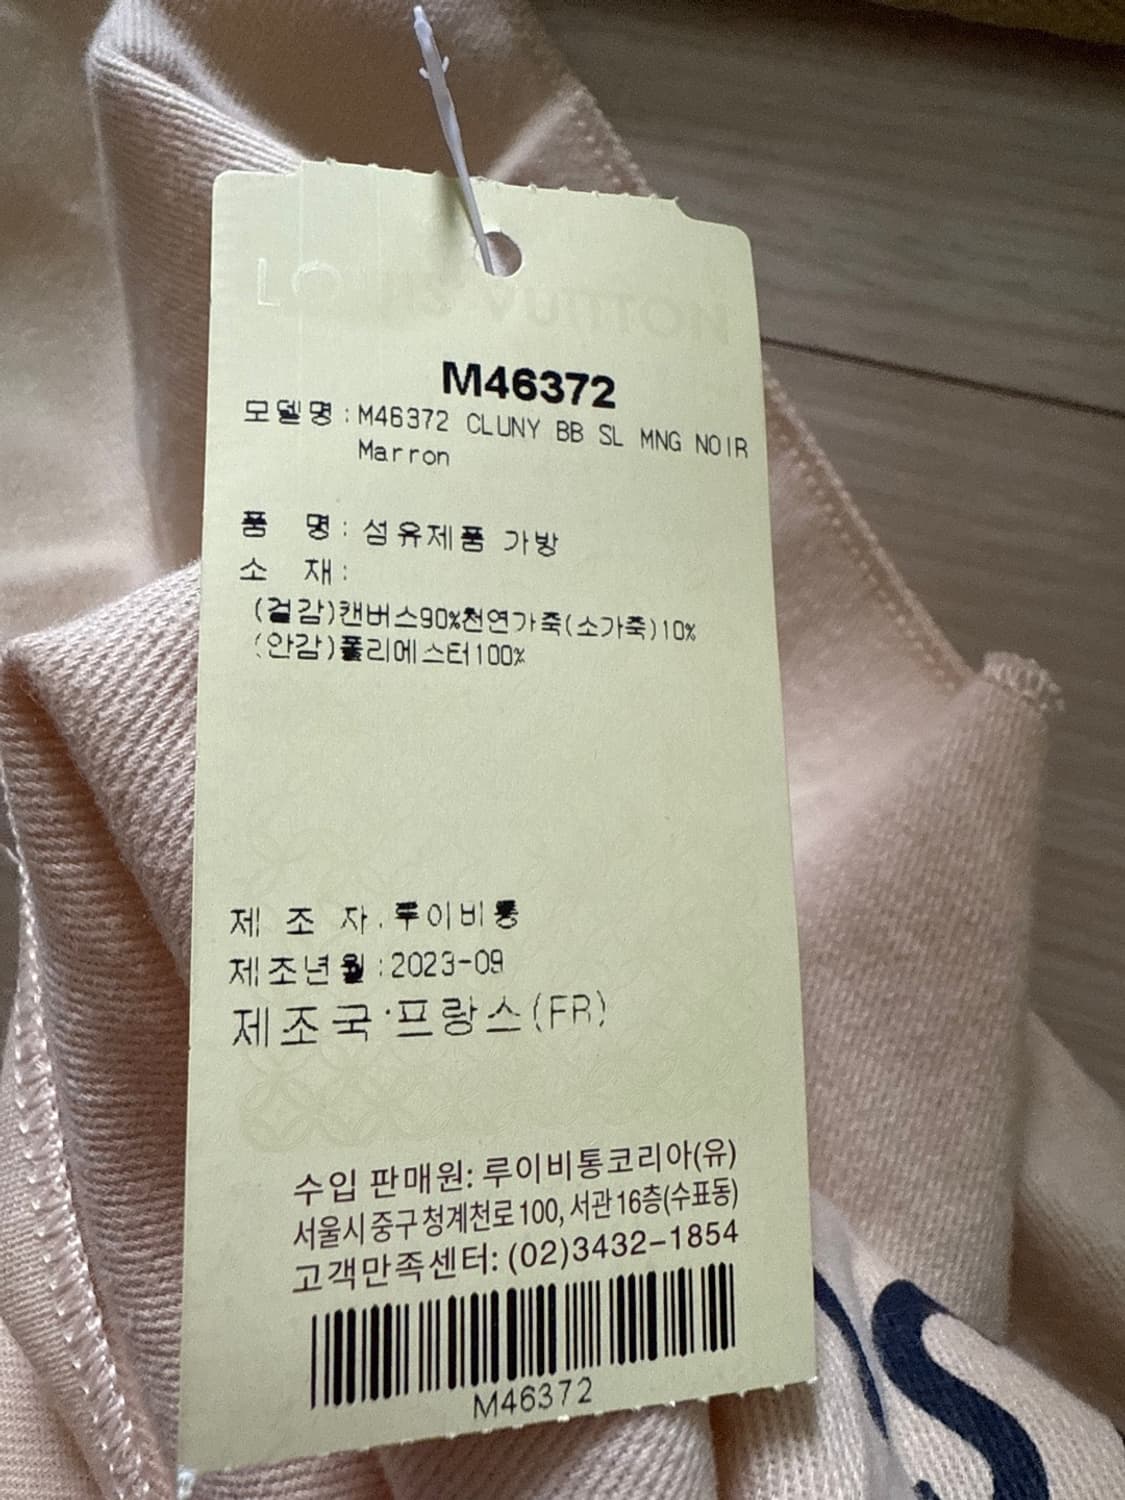 LOUIS VUITTON
M46372
모델명:M46372 CLUNY BB SL MNG NOIR
Marron
품 명: 섬유제품 가방
소 재:
(겉감)캔버스90%천연가죽(소가죽)10%
(안감)폴리에스터100%
제 조 자:루이비통
제조년월:2023-09
제조국:프랑스(FR)
수입 판매원: 루이비통코리아(유)
서울시 중구 청계천로 100, 서관 16층(수표동)
고객만족센터: (02)3432-1854
M46372
S